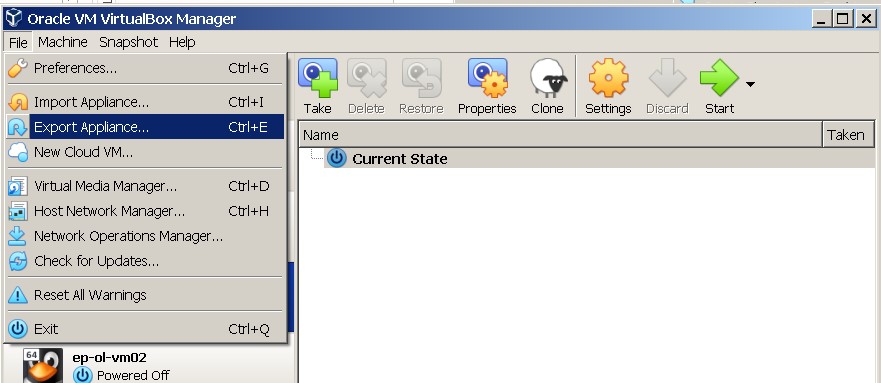 Oracle VM VirtualBox Manager
File Machine Snapshot Help
Preferences... Ctrl+G
Import Appliance... Ctrl+I
Export Appliance... Ctrl+E
New Cloud VM...
Virtual Media Manager... Ctrl+D
Host Network Manager... Ctrl+H
Network Operations Manager...
Check for Updates...
Reset All Warnings
Exit Ctrl+Q
64
ep-ol-vm02
Powered Off
Take Delete Restore Properties Clone Settings Discard Start
Name Taken
Current State